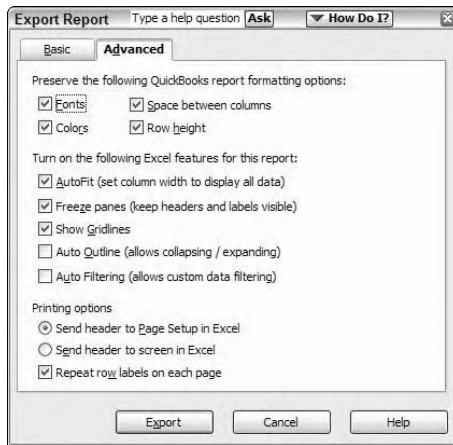 Export Report Type a help question Ask How Do I?
Basic Advanced
Preserve the following QuickBooks report formatting options:
Fonts Space between columns
Colors Row height
Turn on the following Excel features for this report:
AutoFit (set column width to display all data)
Freeze panes (keep headers and labels visible)
Show Gridlines
Auto Outline (allows collapsing / expanding)
Auto Filtering (allows custom data filtering)
Printing options
Send header to Page Setup in Excel
Send header to screen in Excel
Repeat row labels on each page
Export Cancel Help